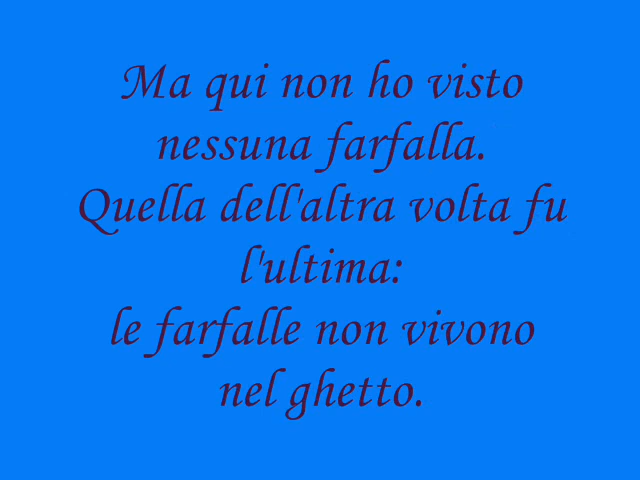 Ma qui non ho visto
nessuna farfalla.
Quella dell'altra volta fu
l'ultima:
le farfalle non vivono
nel ghetto.